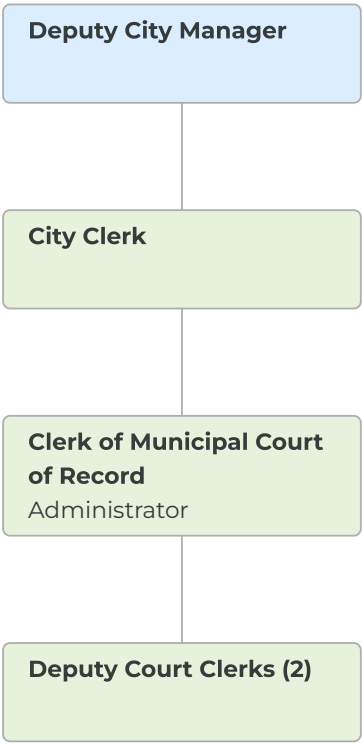 Deputy City Manager
City Clerk
Clerk of Municipal Court
of Record
Administrator
Deputy Court Clerks (2)